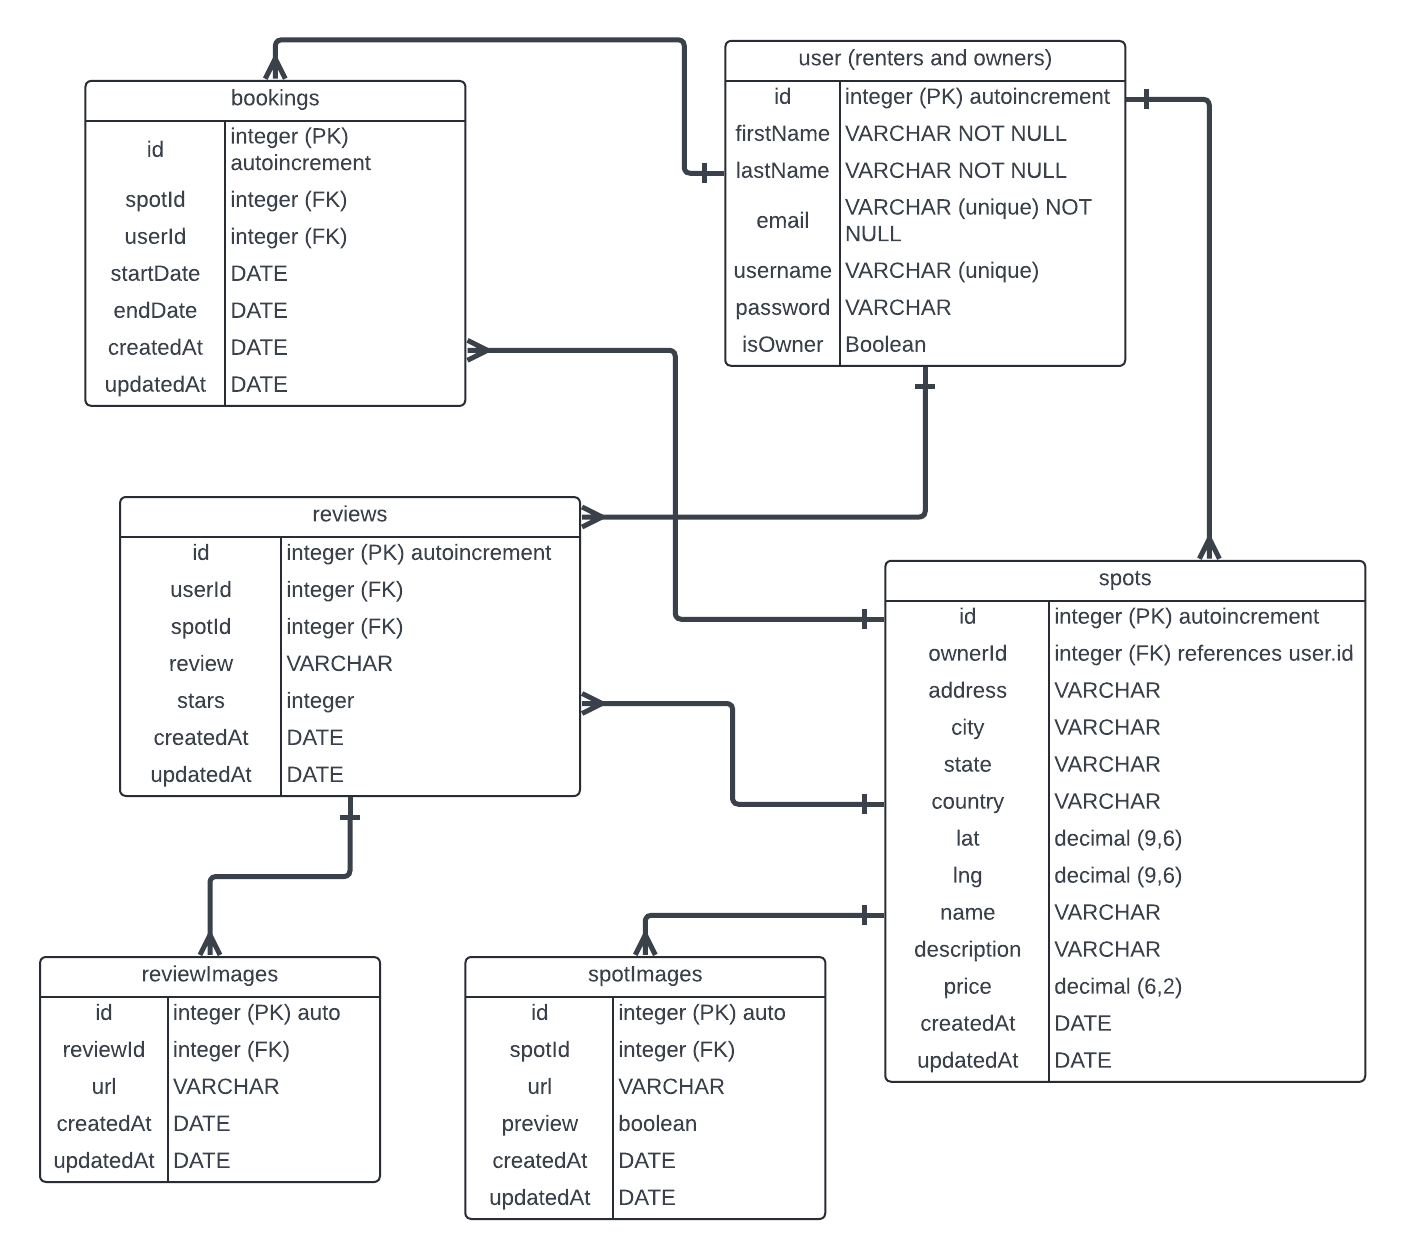 bookings
id integer (PK)
autoincrement
spotId integer (FK)
userId integer (FK)
startDate DATE
endDate DATE
createdAt DATE
updatedAt DATE
user (renters and owners)
id integer (PK) autoincrement
firstName VARCHAR NOT NULL
lastName VARCHAR NOT NULL
email VARCHAR (unique) NOT
NULL
username VARCHAR (unique)
password VARCHAR
isOwner Boolean
reviews
id integer (PK) autoincrement
userId integer (FK)
spotId integer (FK)
review VARCHAR
stars integer
createdAt DATE
updatedAt DATE
spots
id integer (PK) autoincrement
ownerId integer (FK) references user.id
address VARCHAR
city VARCHAR
state VARCHAR
country VARCHAR
lat decimal (9,6)
lng decimal (9,6)
name VARCHAR
description VARCHAR
price decimal (6,2)
createdAt DATE
updatedAt DATE
reviewImages
id integer (PK) auto
reviewId integer (FK)
url VARCHAR
createdAt DATE
updatedAt DATE
spotImages
id integer (PK) auto
spotId integer (FK)
url VARCHAR
preview boolean
createdAt DATE
updatedAt DATE